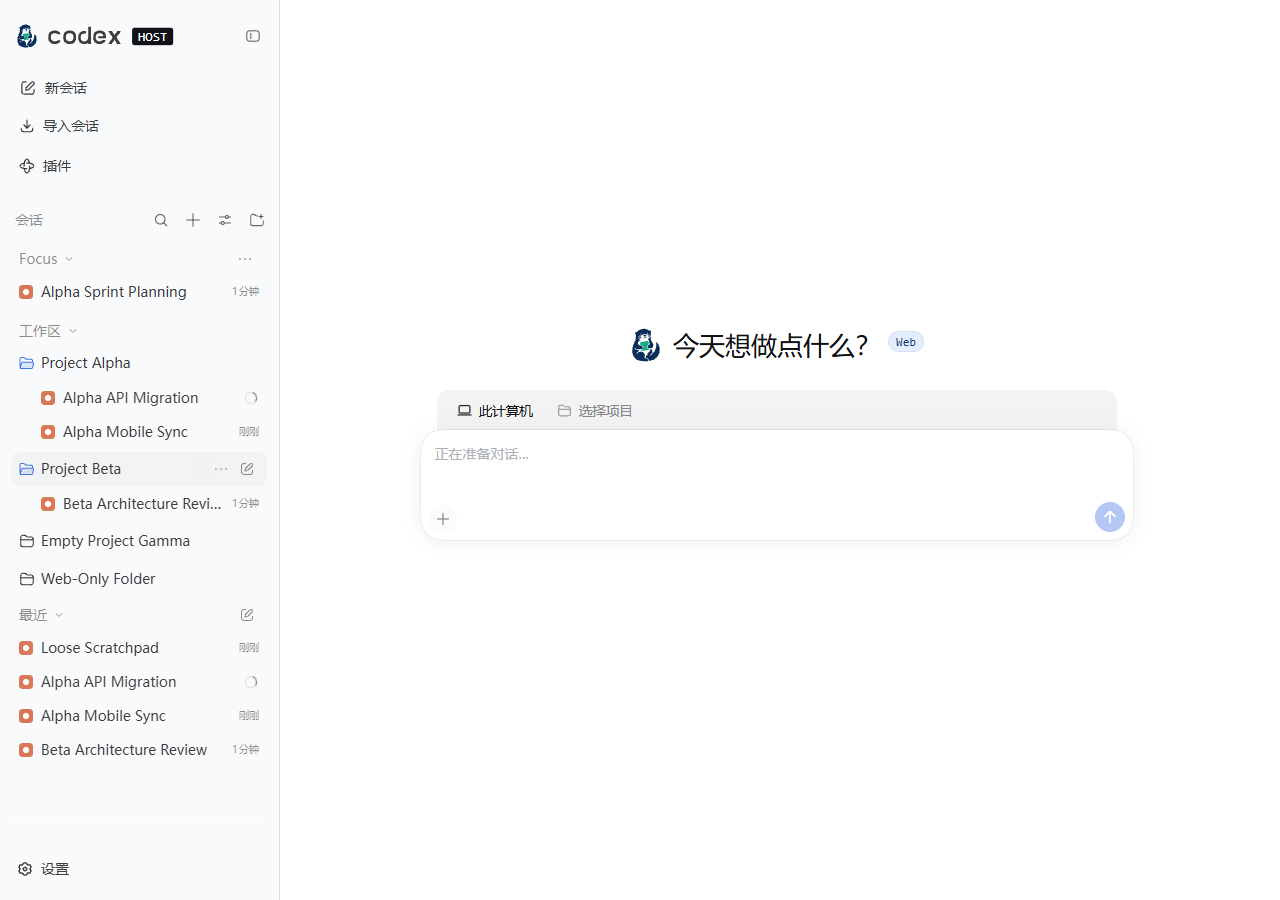 codex HOST
新会话
导入会话
插件
会话
Focus
Alpha Sprint Planning 1分钟
工作区
Project Alpha
Alpha API Migration
Alpha Mobile Sync 刚刚
Project Beta
Beta Architecture Revi... 1分钟
Empty Project Gamma
Web-Only Folder
最近
Loose Scratchpad 刚刚
Alpha API Migration
Alpha Mobile Sync 刚刚
Beta Architecture Review 1分钟
设置
今天想做点什么? Web
此计算机 选择项目
正在准备对话...